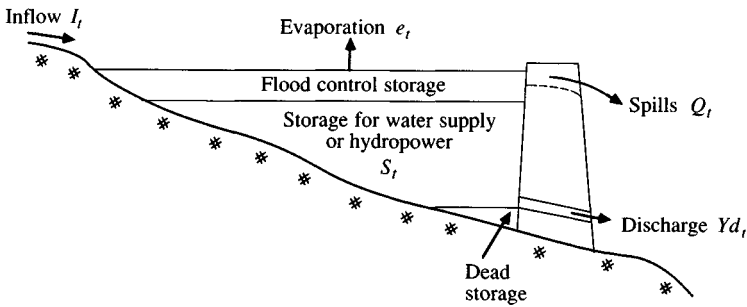 Inflow I_t
Evaporation e_t
Flood control storage
Spills Q_t
Storage for water supply
or hydropower
S_t
Discharge Yd_t
Dead
storage